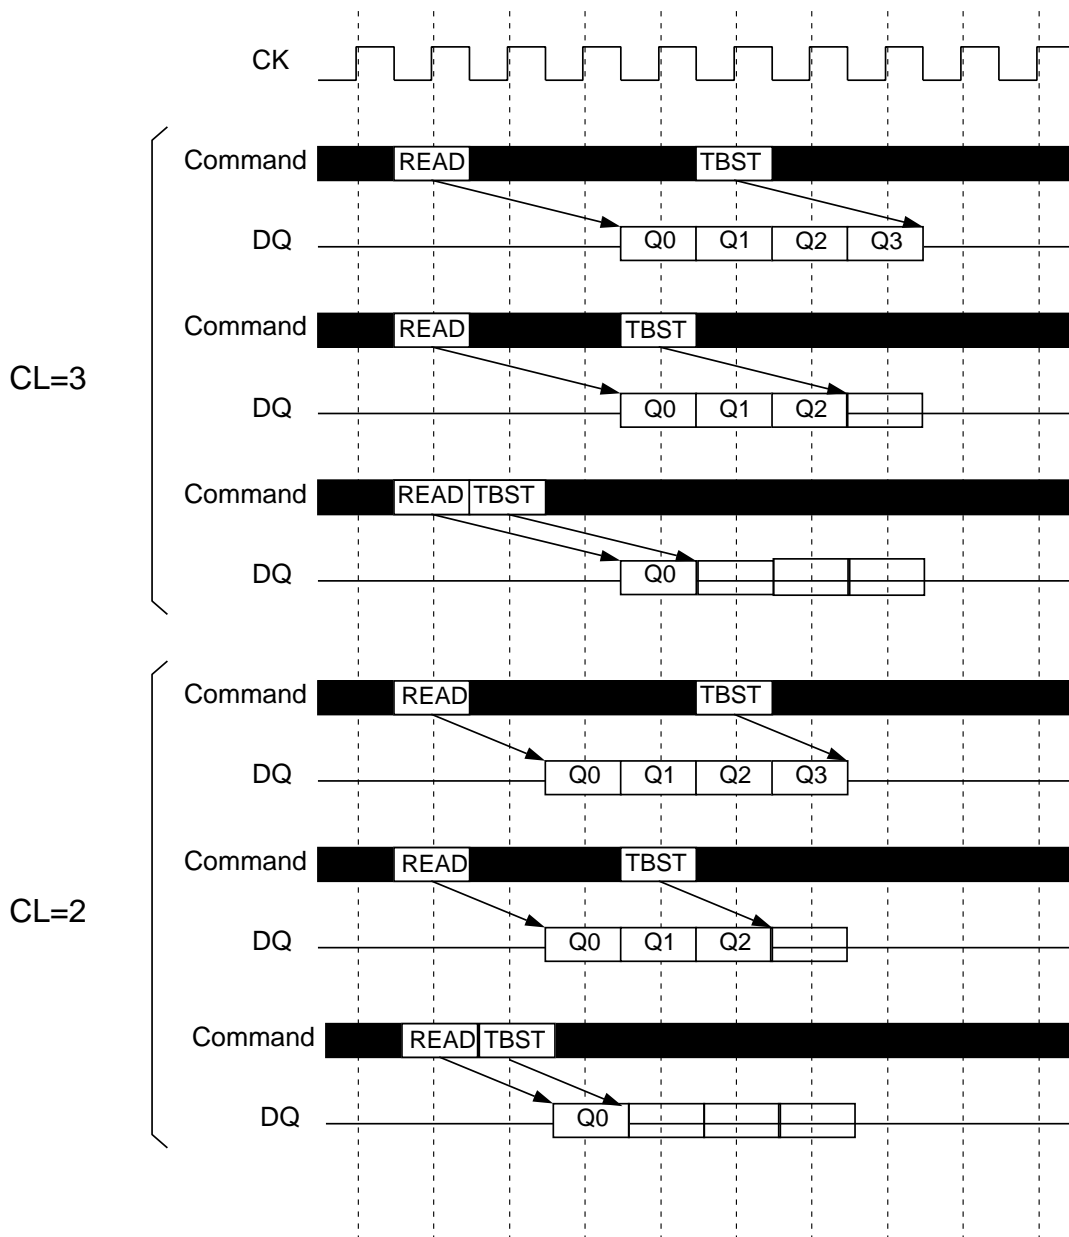 CK
Command READ TBST
DQ Q0 Q1 Q2 Q3
Command READ TBST
CL=3
DQ Q0 Q1 Q2
Command READ TBST
DQ Q0
Command READ TBST
DQ Q0 Q1 Q2 Q3
Command READ TBST
CL=2
DQ Q0 Q1 Q2
Command READ TBST
DQ Q0